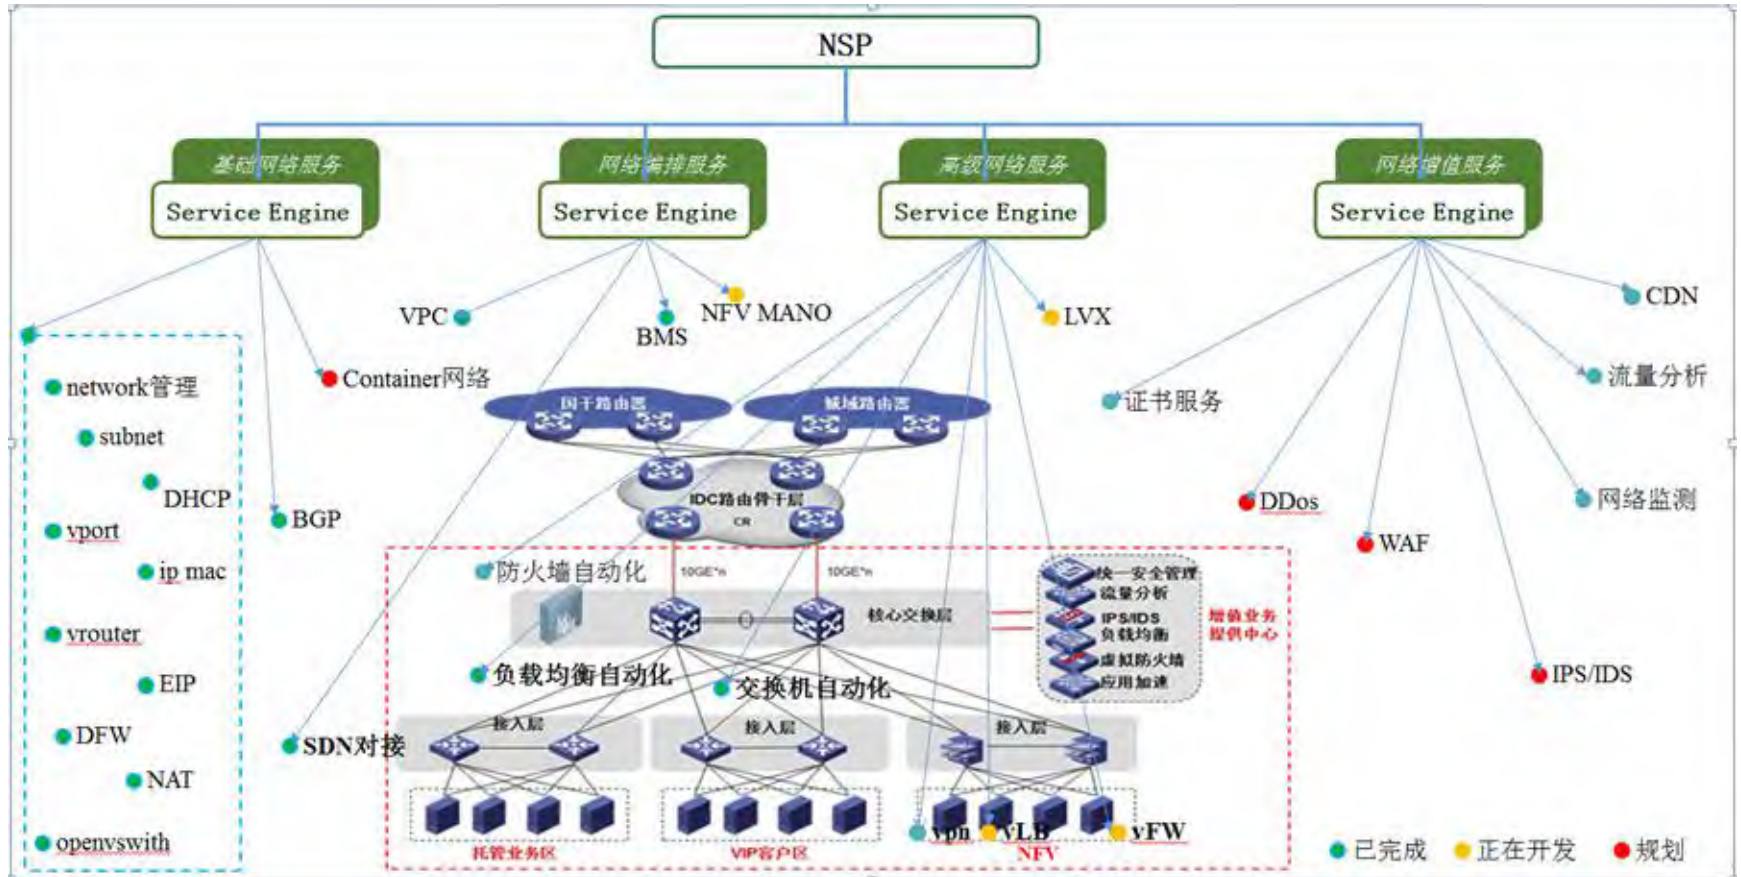 NSP
基础网络服务
Service Engine
网络编排服务
Service Engine
高级网络服务
Service Engine
网络增值服务
Service Engine
VPC
BMS
NFV MANO
LVX
CDN
流量分析
证书服务
DDos
WAF
网络监测
IPS/IDS
Container网络
BGP
network管理
subnet
DHCP
vport
ip mac
vrouter
EIP
DFW
NAT
openvswith
SDN对接
国干路由器
城域路由器
IDC路由骨干层
CR
防火墙自动化
10GE*n
10GE*n
核心交换层
统一安全管理
流量分析
IPS/IDS
负载均衡
虚拟防火墙
应用加速
增值业务
提供中心
负载均衡自动化
交换机自动化
接入层
接入层
接入层
vpn
vLB
vFW
托管业务区
VIP客户区
NFV
已完成
正在开发
规划